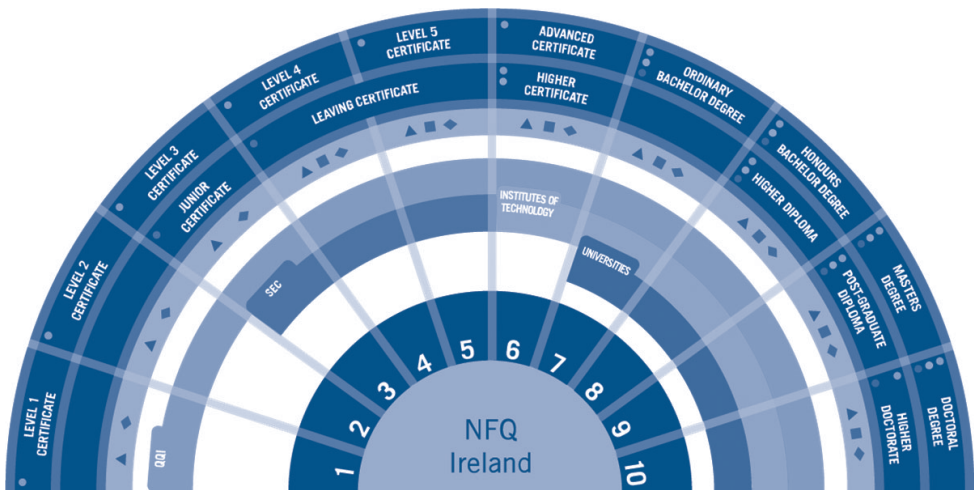 LEVEL 1
CERTIFICATE
LEVEL 2
CERTIFICATE
LEVEL 3
CERTIFICATE
LEVEL 4
CERTIFICATE
LEVEL 5
CERTIFICATE
ADVANCED
CERTIFICATE
ORDINARY
BACHELOR DEGREE
HONOURS
BACHELOR DEGREE
MASTERS
DEGREE
DOCTORAL
DEGREE
JUNIOR
CERTIFICATE
LEAVING CERTIFICATE
HIGHER
CERTIFICATE
HIGHER DIPLOMA
POST-GRADUATE
DIPLOMA
HIGHER
DOCTORATE
QQI
SEC
INSTITUTES OF
TECHNOLOGY
UNIVERSITIES
1
2
3
4
5
6
7
8
9
10
NFQ
Ireland